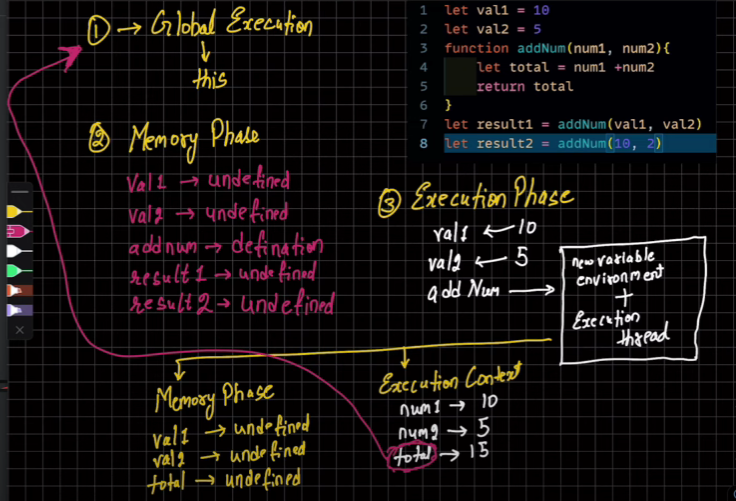 ① → Global Execution
↓
this
② Memory Phase
Val1 → undefined
val2 → undefined
addnum → defination
result1 → undefined
result2 → undefined
1 let val1 = 10
2 let val2 = 5
3 function addNum(num1, num2){
4 let total = num1 +num2
5 return total
6 }
7 let result1 = addNum(val1, val2)
8 let result2 = addNum(10, 2)
③ Execution Phase
val1 ← 10
val2 ← 5
addNum →
new variable
environment
+
Execution
thread
Memory Phase
val1 → undefined
val2 → undefined
total → undefined
Execution Context
num1 → 10
num2 → 5
total → 15